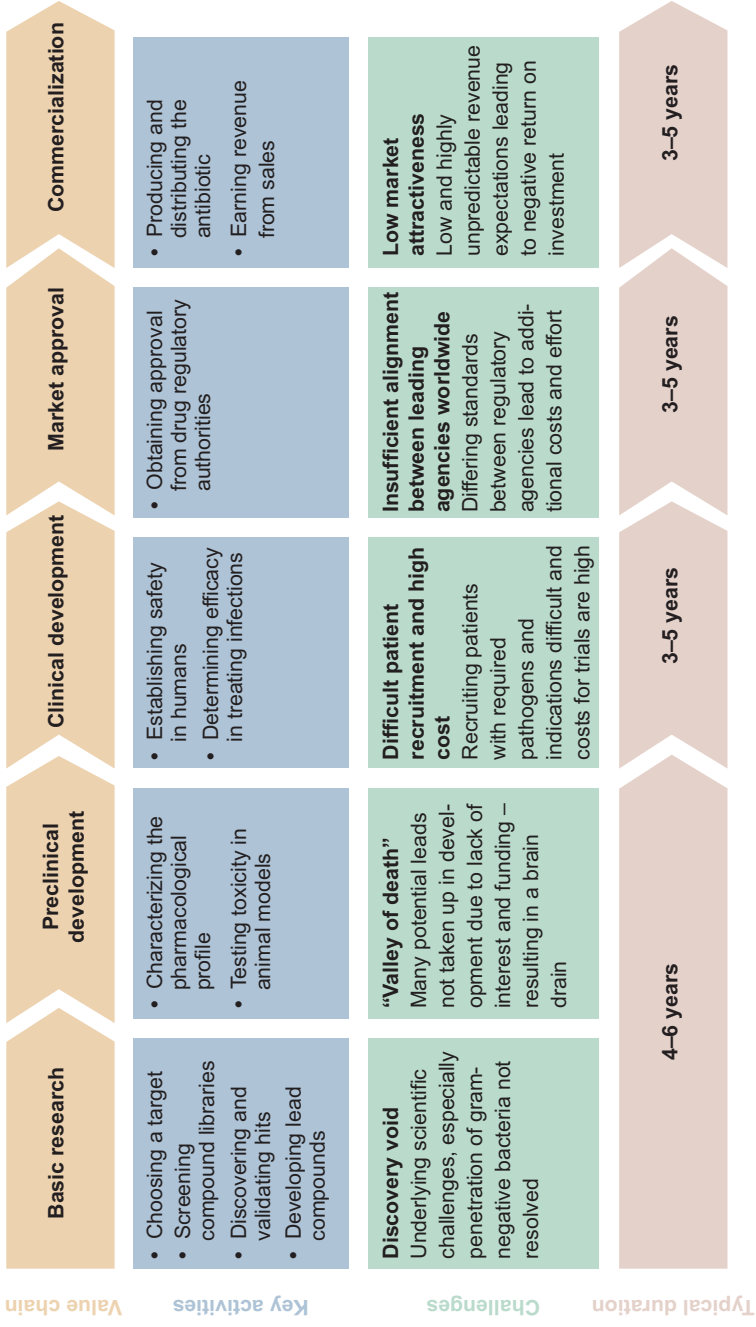 Value chain
Basic research
Preclinical
development
Clinical development
Market approval
Commercialization
Key activities
• Choosing a target
• Screening
compound libraries
• Discovering and
validating hits
• Developing lead
compounds
• Characterizing the
pharmacological
profile
• Testing toxicity in
animal models
• Establishing safety
in humans
• Determining efficacy
in treating infections
• Obtaining approval
from drug regulatory
authorities
• Producing and
distributing the
antibiotic
• Earning revenue
from sales
Challenges
Discovery void
Underlying scientific
challenges, especially
penetration of gram-
negative bacteria not
resolved
“Valley of death”
Many potential leads
not taken up in devel-
opment due to lack of
interest and funding –
resulting in a brain
drain
Difficult patient
recruitment and high
cost
Recruiting patients
with required
pathogens and
indications difficult and
costs for trials are high
Insufficient alignment
between leading
agencies worldwide
Differing standards
between regulatory
agencies lead to addi-
tional costs and effort
Low market
attractiveness
Low and highly
unpredictable revenue
expectations leading
to negative return on
investment
Typical duration
4–6 years
3–5 years
3–5 years
3–5 years